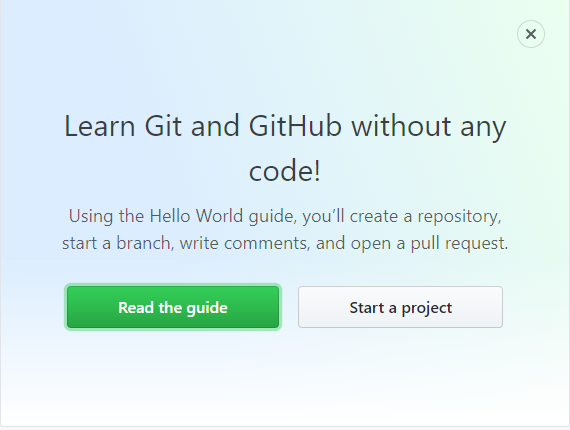 Learn Git and GitHub without any
code!
Using the Hello World guide, you’ll create a repository,
start a branch, write comments, and open a pull request.
Read the guide
Start a project